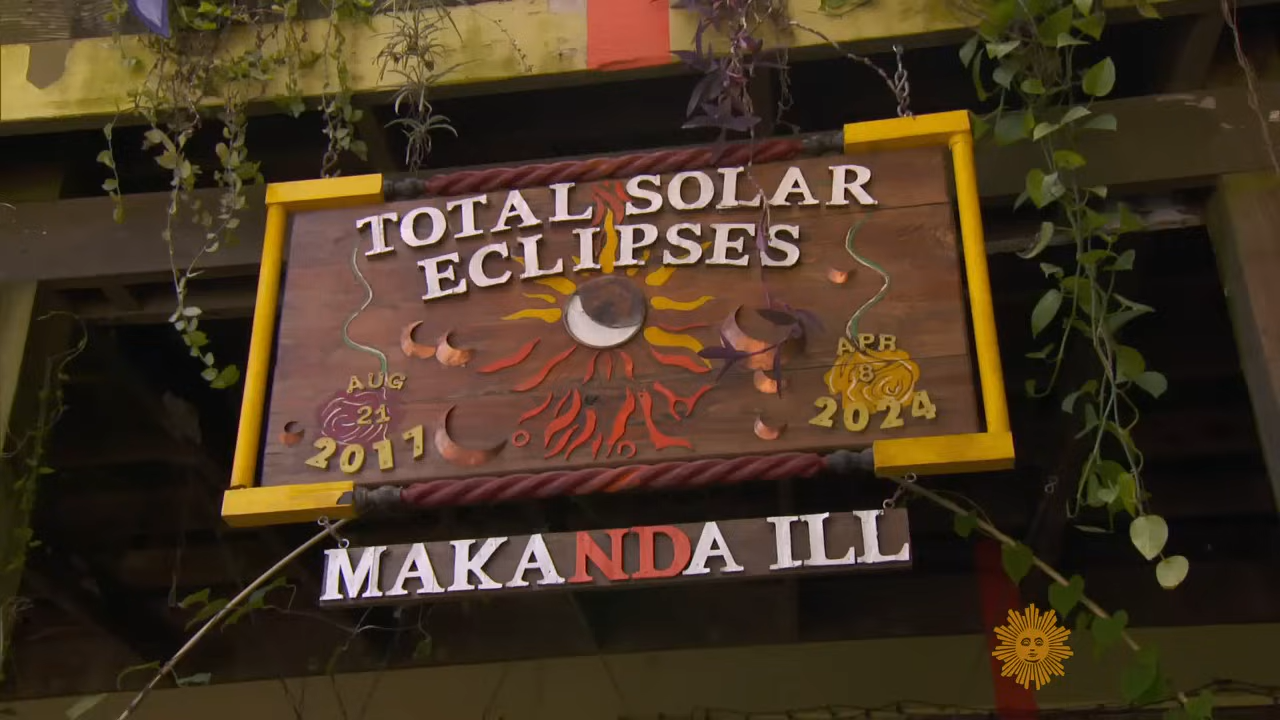 TOTAL SOLAR
ECLIPSES
AUG
21
2017
APR
8
2024
MAKANDA ILL